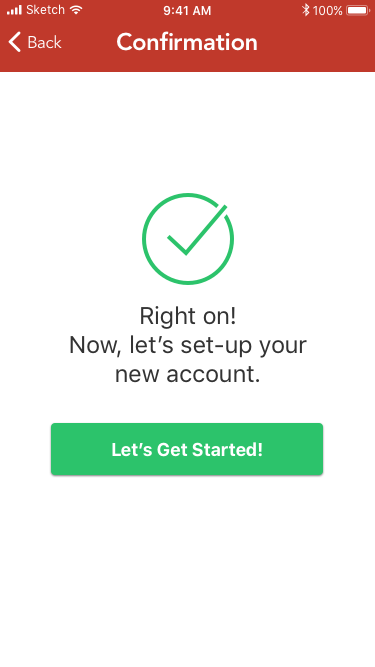 Sketch 9:41 AM 100%
Back Confirmation
Right on!
Now, let’s set-up your
new account.
Let’s Get Started!